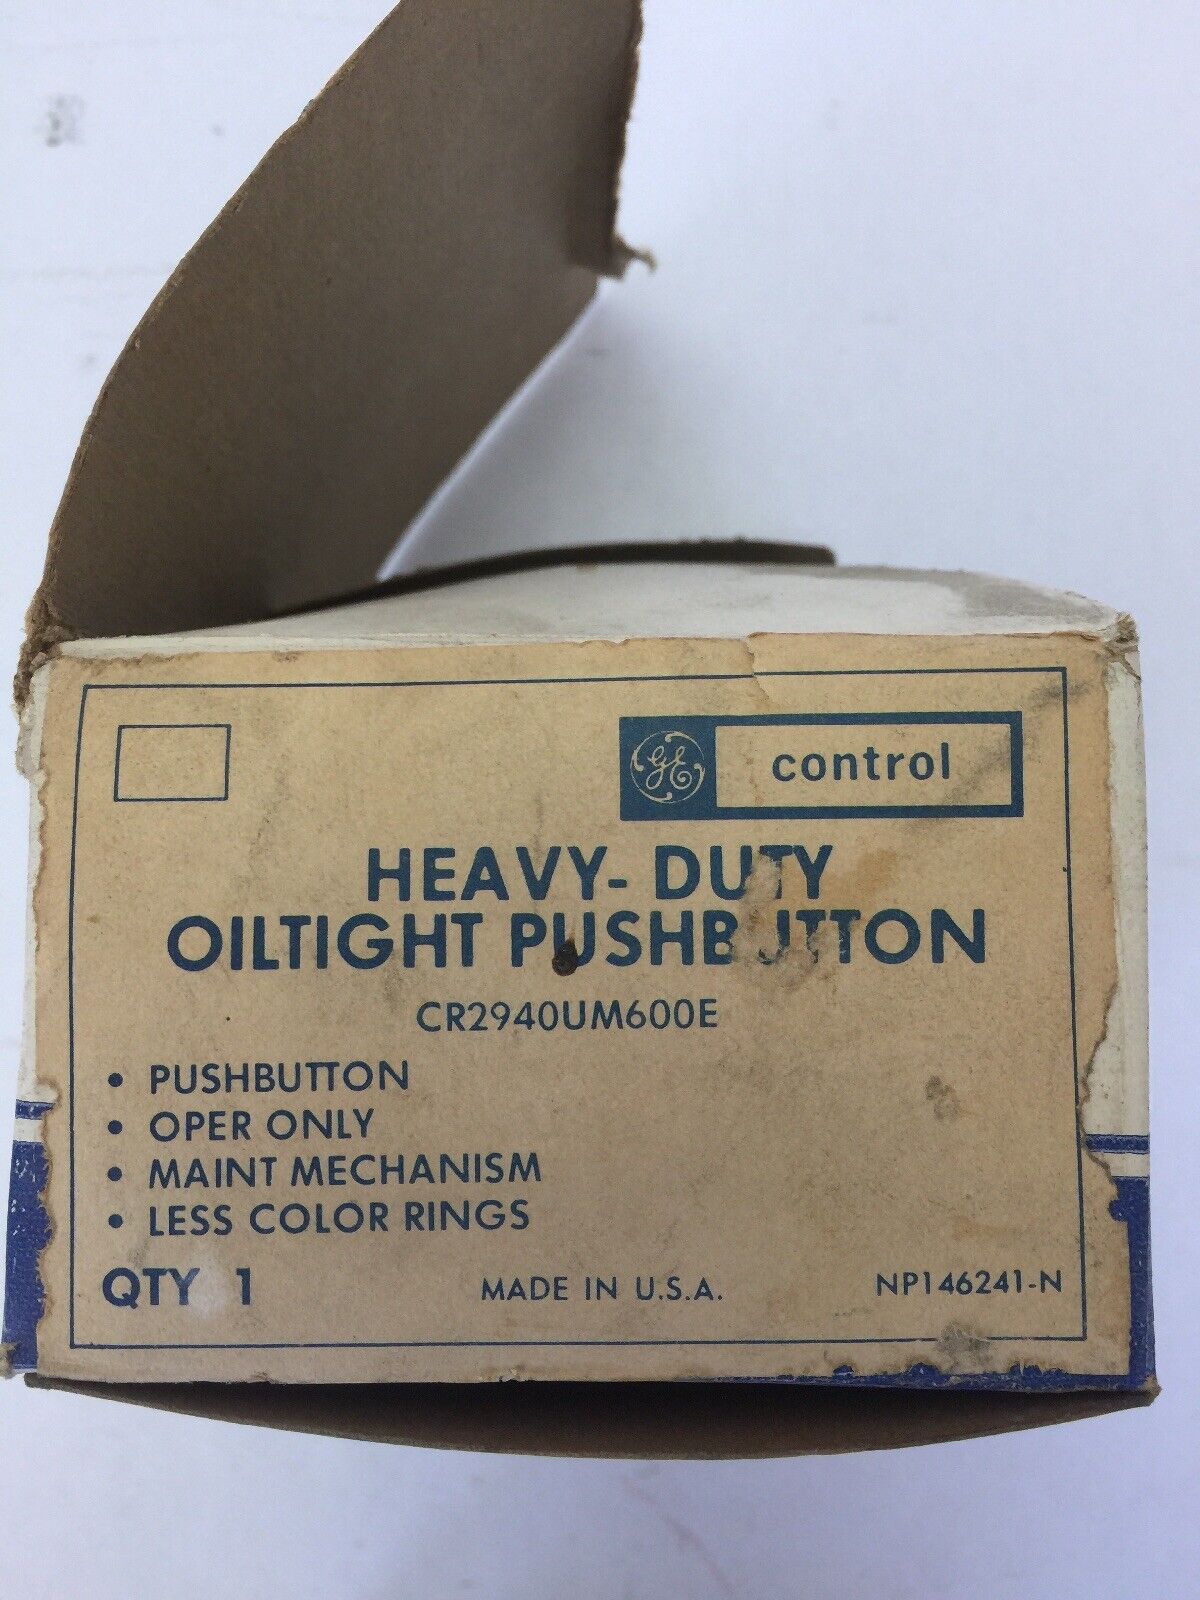 GE control
HEAVY-DUTY
OILTIGHT PUSHBUTTON
CR2940UM600E
• PUSHBUTTON
• OPER ONLY
• MAINT MECHANISM
• LESS COLOR RINGS
QTY 1 MADE IN U.S.A. NP146241-N